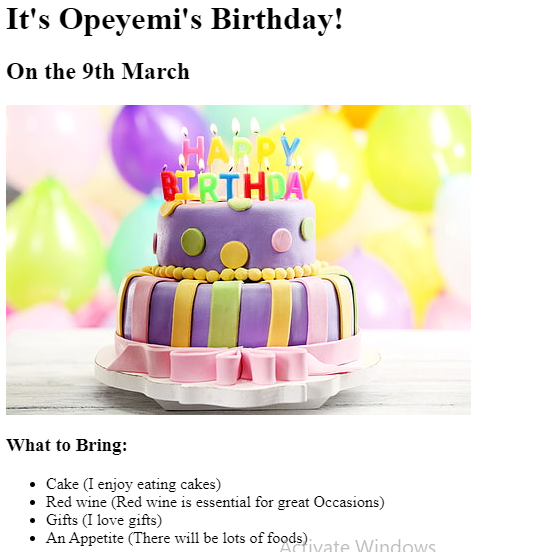 It's Opeyemi's Birthday!
On the 9th March
HAPPY
BIRTHDAY
What to Bring:
Cake (I enjoy eating cakes)
Red wine (Red wine is essential for great Occasions)
Gifts (I love gifts)
An Appetite (There will be lots of foods)
Activate Windows